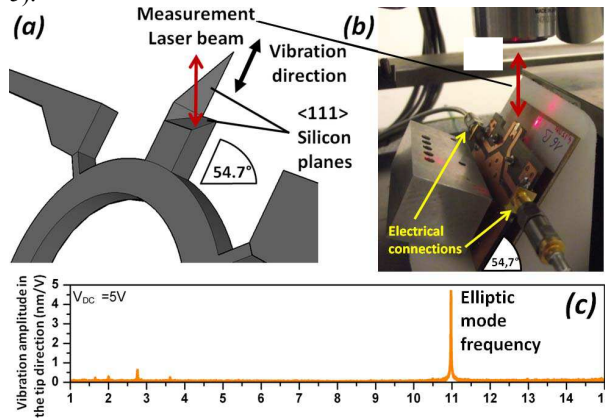 5).
(a)
Measurement
Laser beam
Vibration
direction
<111>
Silicon
planes
54.7°
(b)
Electrical
connections
54,7°
Vibration amplitude in
the tip direction (nm/V)
5
4
3
2
1
0
V_DC =5V
Elliptic
mode
frequency
(c)
1 2 3 4 5 6 7 8 9 10 11 12 13 14 15